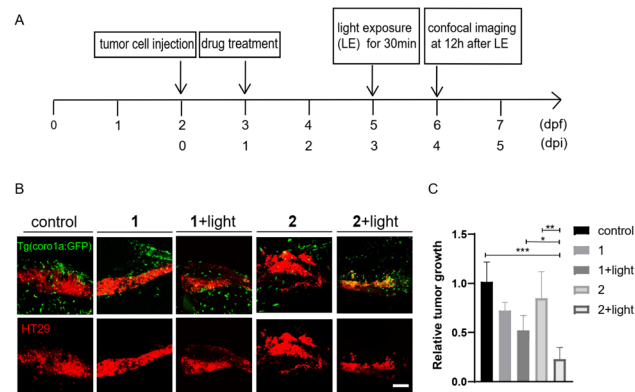 A
tumor cell injection
drug treatment
light exposure
(LE) for 30min
confocal imaging
at 12h after LE
0 1 2 3 4 5 6 7 (dpf)
0 1 2 3 4 5 (dpi)
B
control 1 1+light 2 2+light
Tg(coro1a:GFP)
HT29
C
Relative tumor growth
1.5
1.0
0.5
0.0
***
*
**
control
1
1+light
2
2+light